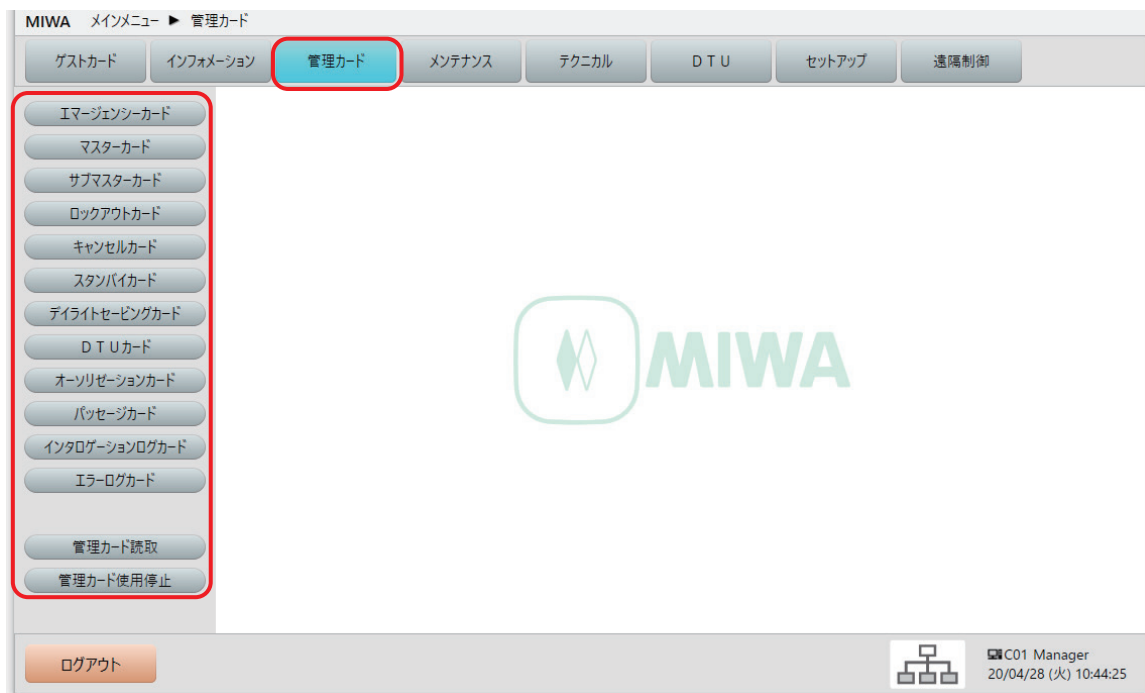 MIWA メインメニュー ▶ 管理カード
ゲストカード インフォメーション 管理カード メンテナンス テクニカル ＤＴＵ セットアップ 遠隔制御
エマージェンシーカード
マスターカード
サブマスターカード
ロックアウトカード
キャンセルカード
スタンバイカード
デイライトセービングカード
ＤＴＵカード
オーソリゼーションカード
パッセージカード
インタロゲーションログカード
エラーログカード
管理カード読取
管理カード使用停止
MIWA
ログアウト
C01 Manager
20/04/28 (火) 10:44:25